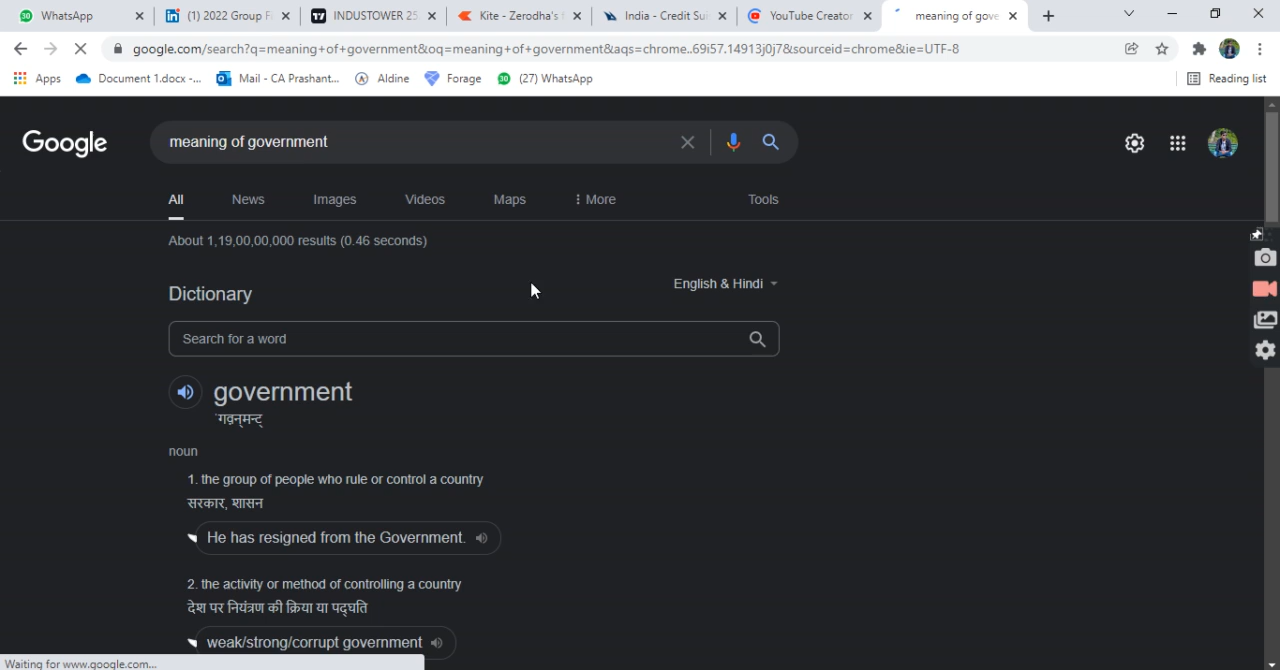 WhatsApp
(1) 2022 Group F
INDUSTOWER 25
Kite - Zerodha's
India - Credit Sui
YouTube Creator
meaning of gove
google.com/search?q=meaning+of+government&oq=meaning+of+government&aqs=chrome..69i57.14913j0j7&sourceid=chrome&ie=UTF-8
Apps
Document 1.docx -...
Mail - CA Prashant...
Aldine
Forage
(27) WhatsApp
Reading list
Google
meaning of government
All
News
Images
Videos
Maps
More
Tools
About 1,19,00,00,000 results (0.46 seconds)
Dictionary
English & Hindi
Search for a word
government
ˈगव़न्‌मन्ट्‌
noun
1. the group of people who rule or control a country
सरकार, शासन
He has resigned from the Government.
2. the activity or method of controlling a country
देश पर नियंत्रण की क्रिया या पद्घति
weak/strong/corrupt government
Waiting for www.google.com...